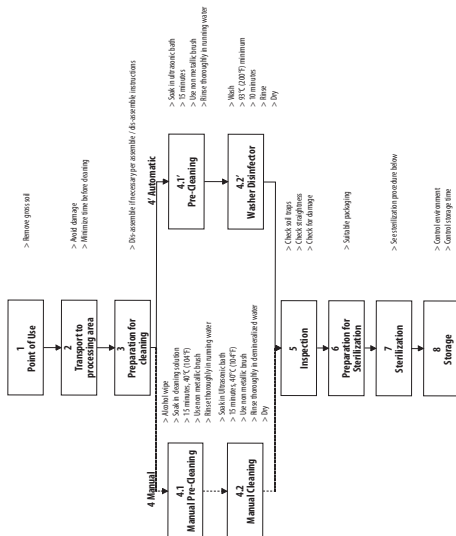 1
Point of Use
> Remove gross soil
2
Transport to
processing area
> Avoid damage
> Minimize time before cleaning
3
Preparation for
cleaning
> Dis-assemble if necessary per assemble / dis-assemble instructions
4 Manual
> Alcohol wipe
> Soak in cleaning solution
> 15 minutes, 40°C (104°F)
> Use non metallic brush
> Rinse thoroughly in running water
4.1
Manual Pre-Cleaning
> Soak in Ultrasonic bath
> 15 minutes, 40°C (104°F)
> Use non metallic brush
> Rinse thoroughly in demineralized water
> Dry
4.2
Manual Cleaning
4' Automatic
4.1'
Pre-Cleaning
> Soak in ultrasonic bath
> 15 minutes
> Use non metallic brush
> Rinse thoroughly in running water
4.2'
Washer Disinfector
> Wash
> 93°C (200°F) minimum
> 10 minutes
> Rinse
> Dry
5
Inspection
> Check soil traps
> Check straightness
> Check for damage
6
Preparation for
Sterilization
> Suitable packaging
7
Sterilization
> See sterilization procedure below
8
Storage
> Control environment
> Control storage time